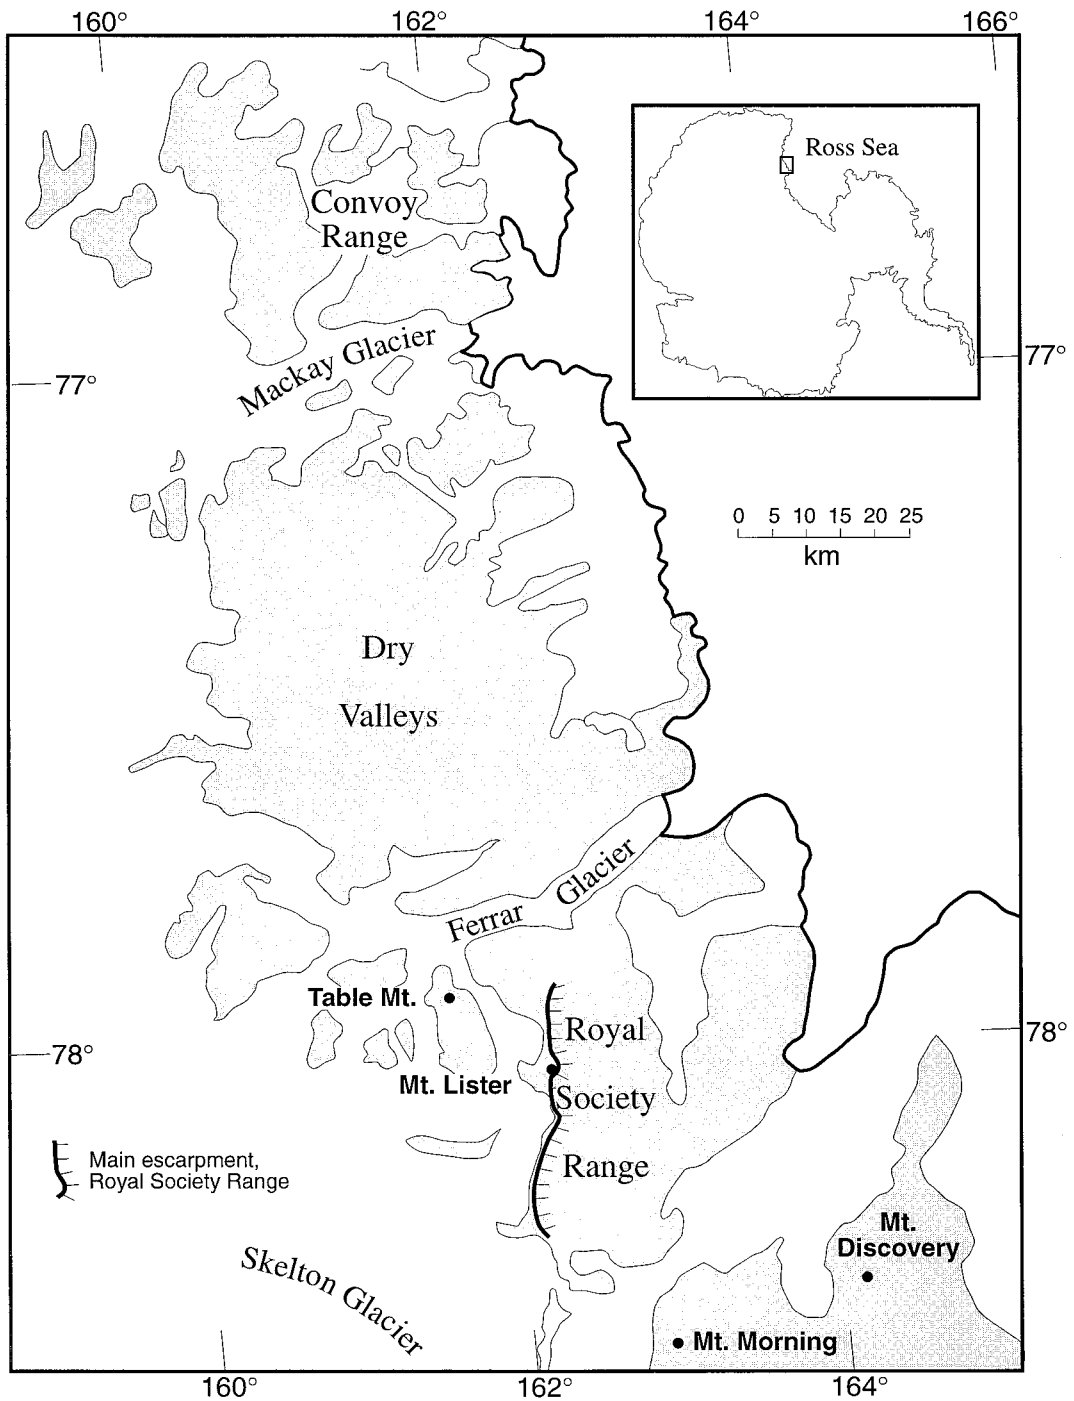 160°
162°
164°
166°
Ross Sea
Convoy
Range
Mackay Glacier
77°
77°
0 5 10 15 20 25
km
Dry
Valleys
Ferrar Glacier
Table Mt.
Royal
78°
78°
Mt. Lister
Society
Main escarpment,
Royal Society Range
Range
Mt.
Discovery
Skelton Glacier
Mt. Morning
160°
162°
164°